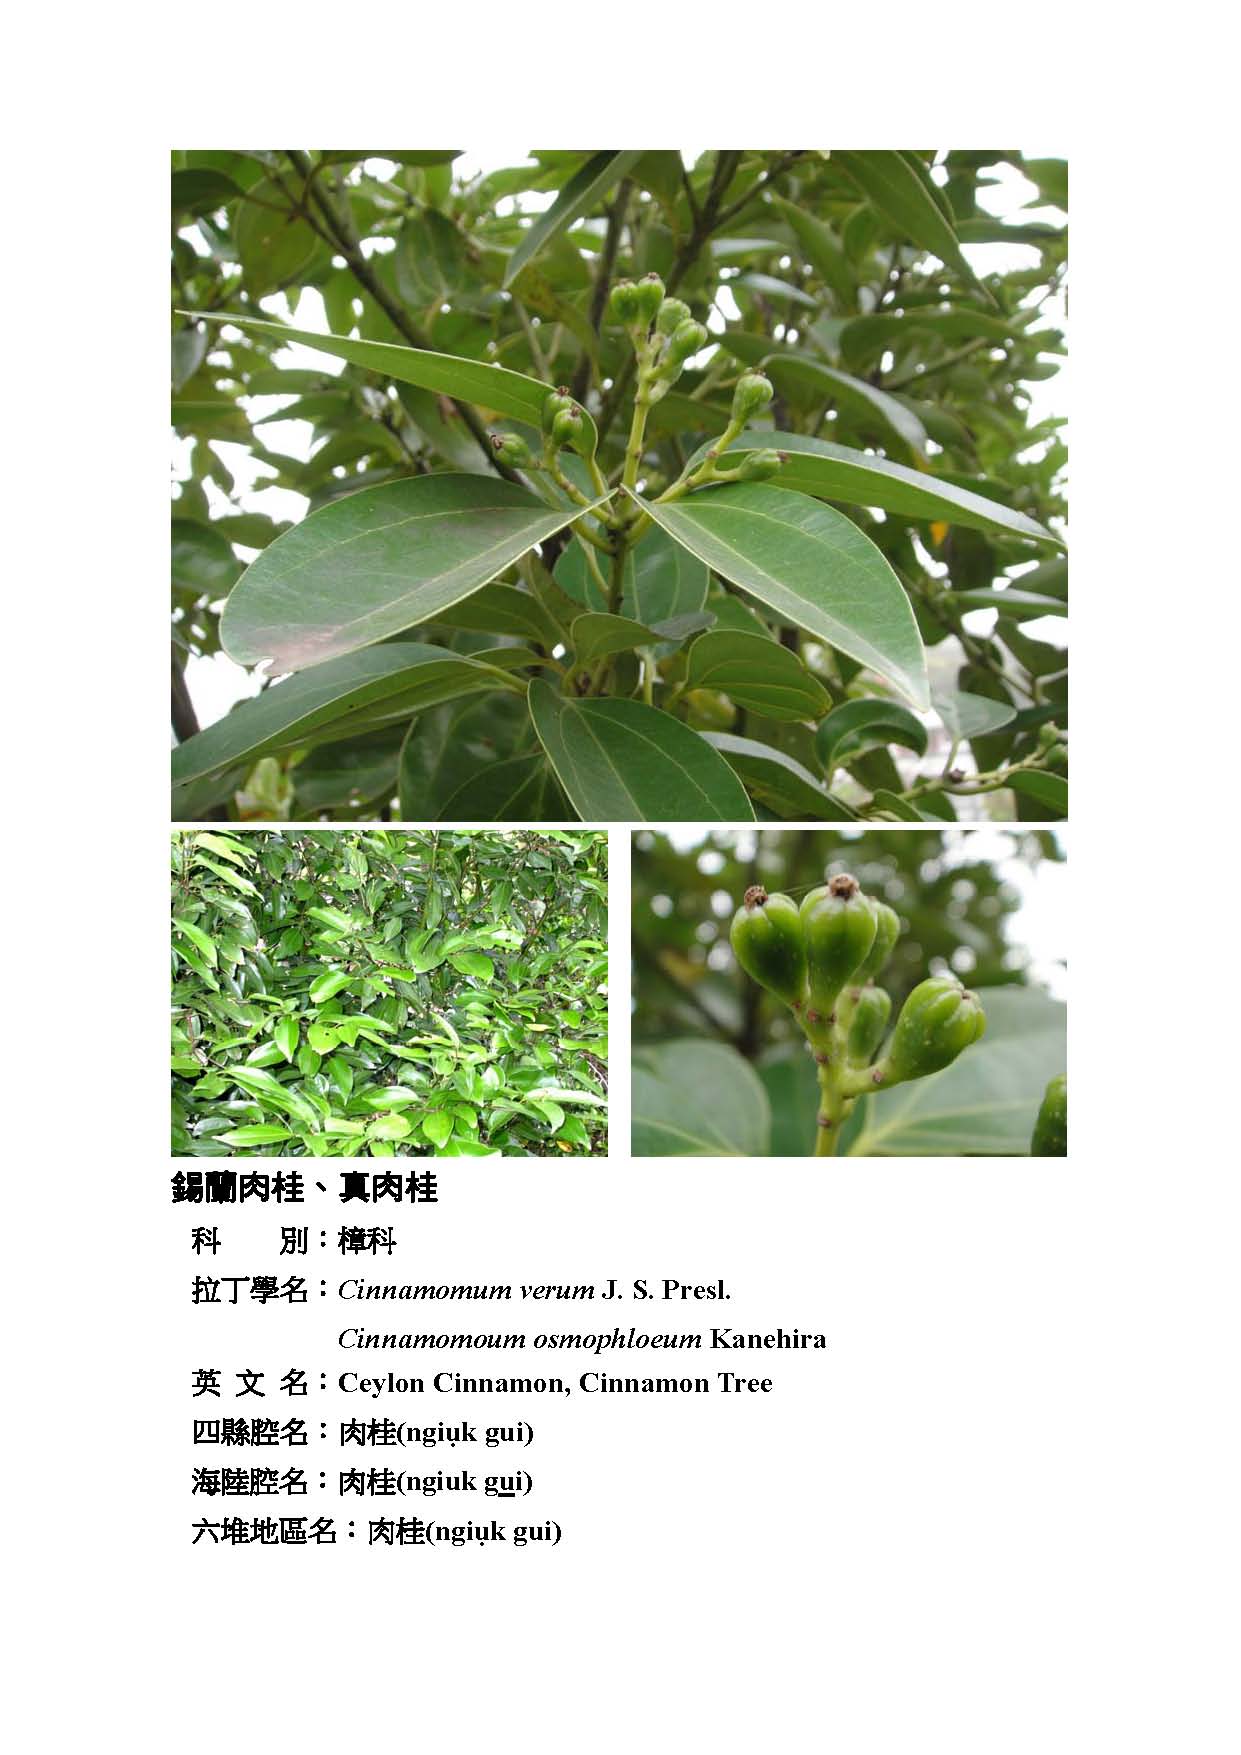 錫蘭肉桂、真肉桂
科　　別：樟科
拉丁學名：Cinnamomum verum J. S. Presl.
Cinnamomoum osmophloeum Kanehira
英 文 名：Ceylon Cinnamon, Cinnamon Tree
四縣腔名：肉桂(ngiụk gui)
海陸腔名：肉桂(ngiuk gu̲i)
六堆地區名：肉桂(ngiụk gui)